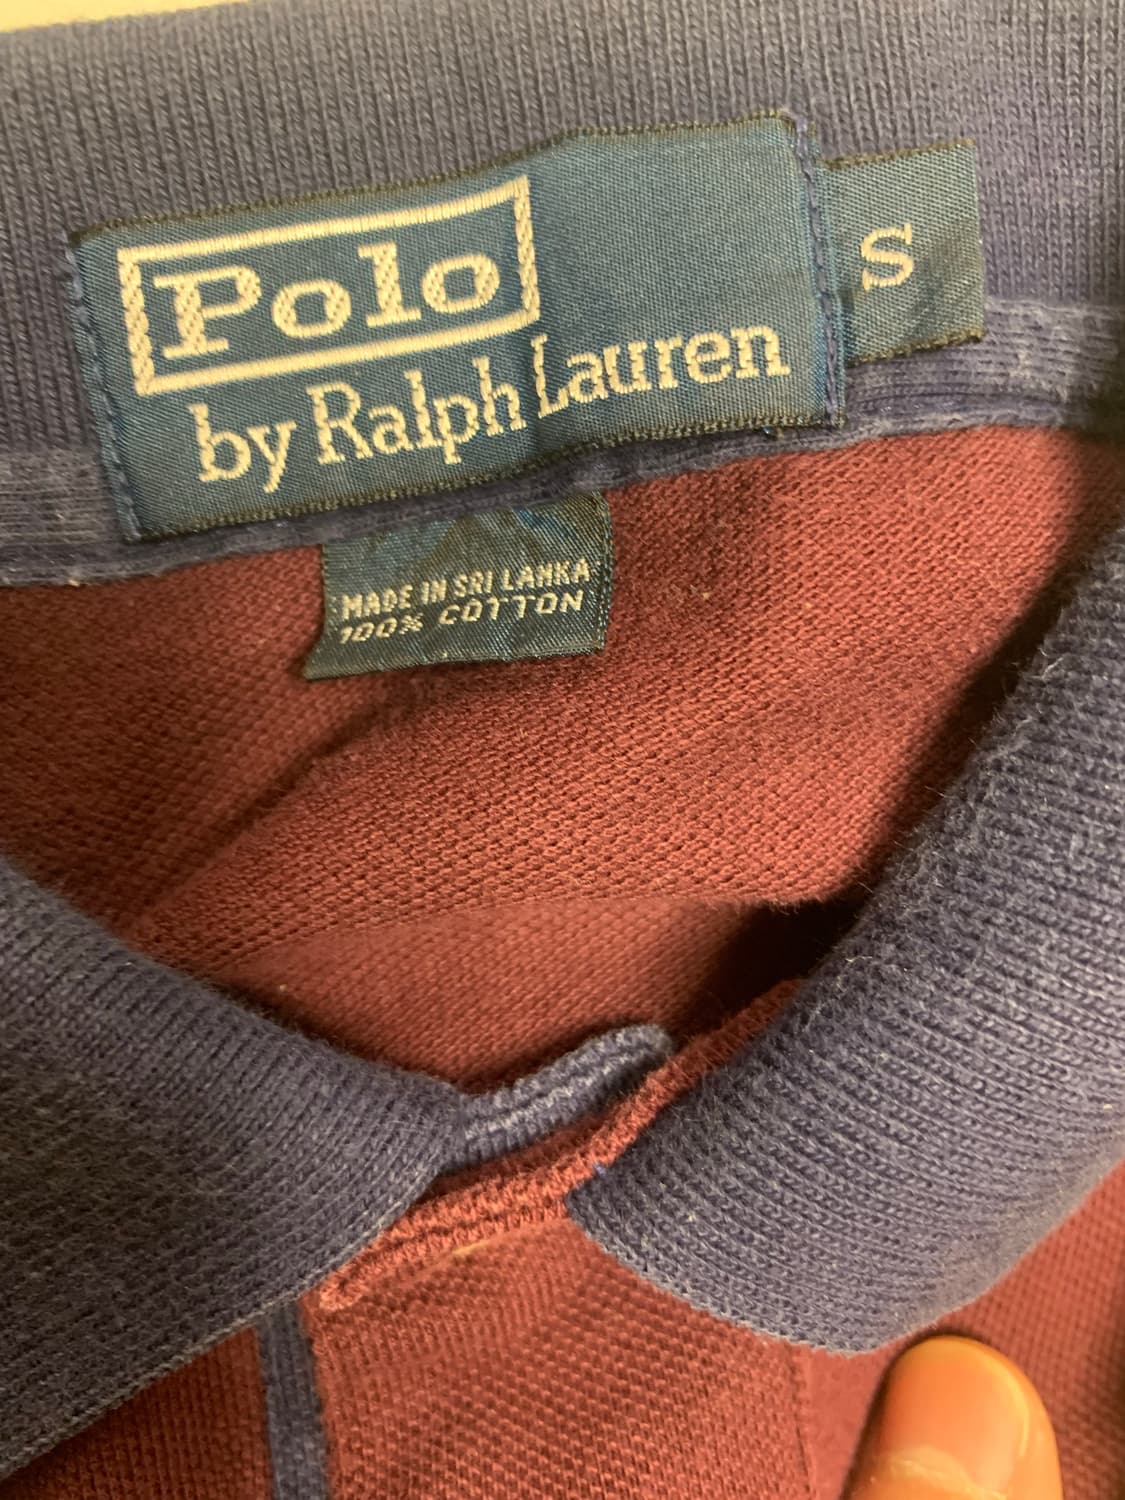 Polo
by Ralph Lauren
S
MADE IN SRI LANKA
100% COTTON